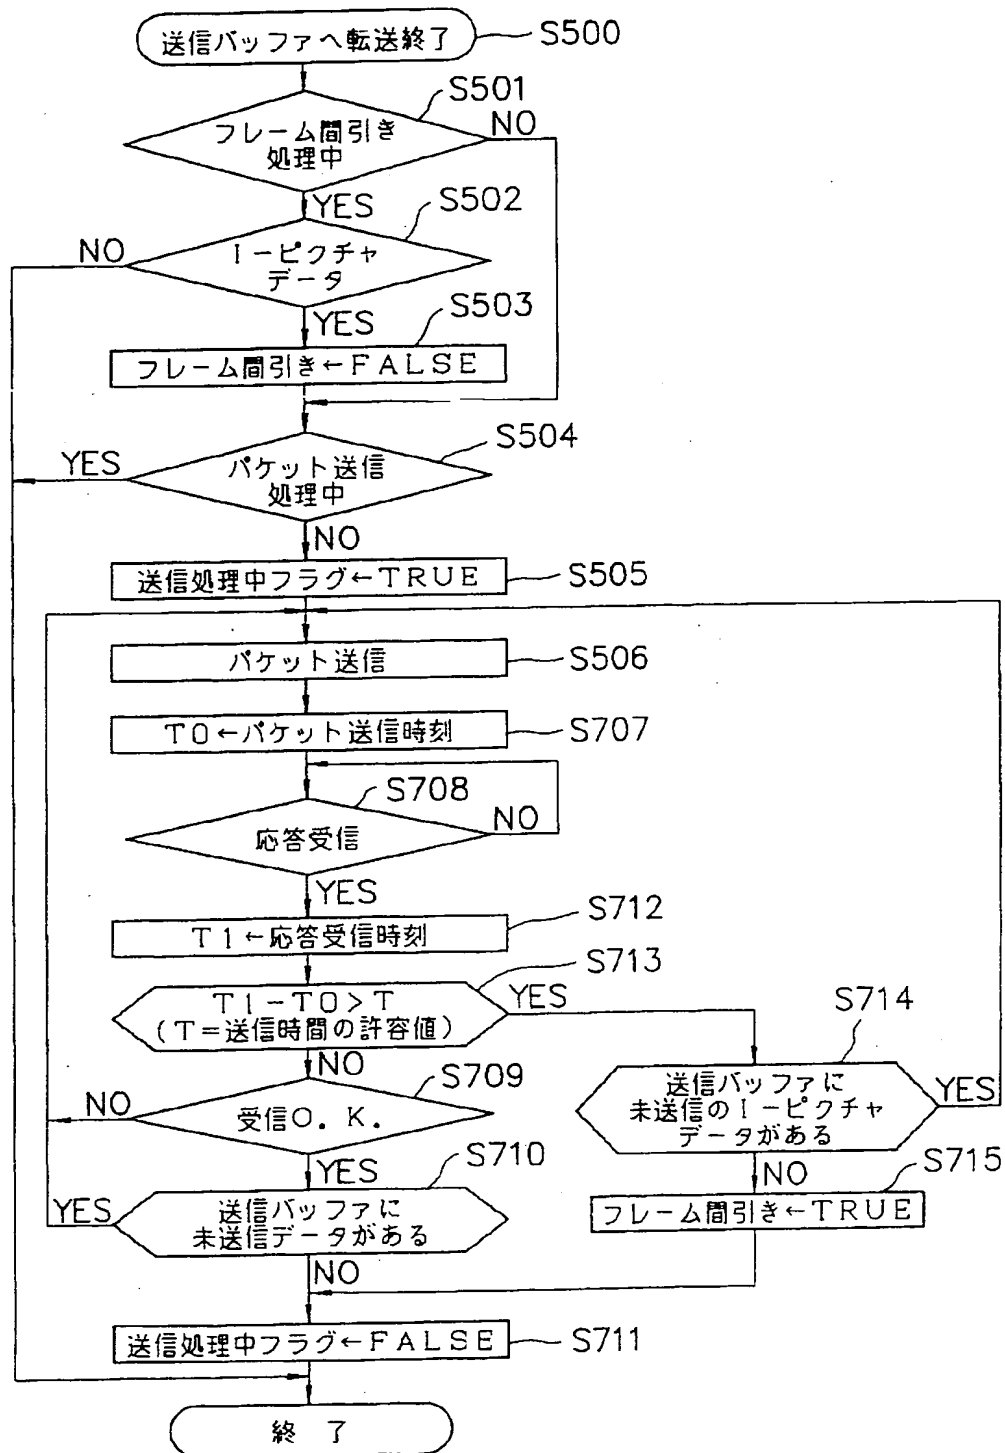 送信バッファへ転送終了
S500
S501
フレーム間引き
処理中
NO
YES
S502
NO
I－ピクチャ
データ
YES
S503
フレーム間引き←FALSE
S504
YES
パケット送信
処理中
NO
送信処理中フラグ←TRUE
S505
パケット送信
S506
T0←パケット送信時刻
S707
S708
応答受信
NO
YES
S712
T1←応答受信時刻
S713
T1－T0＞T
(T＝送信時間の許容値)
YES
NO
S714
送信バッファに
未送信のI－ピクチャ
データがある
YES
NO
S709
NO
受信O．K．
YES
S710
YES
送信バッファに
未送信データがある
NO
S715
フレーム間引き←TRUE
送信処理中フラグ←FALSE
S711
終 了